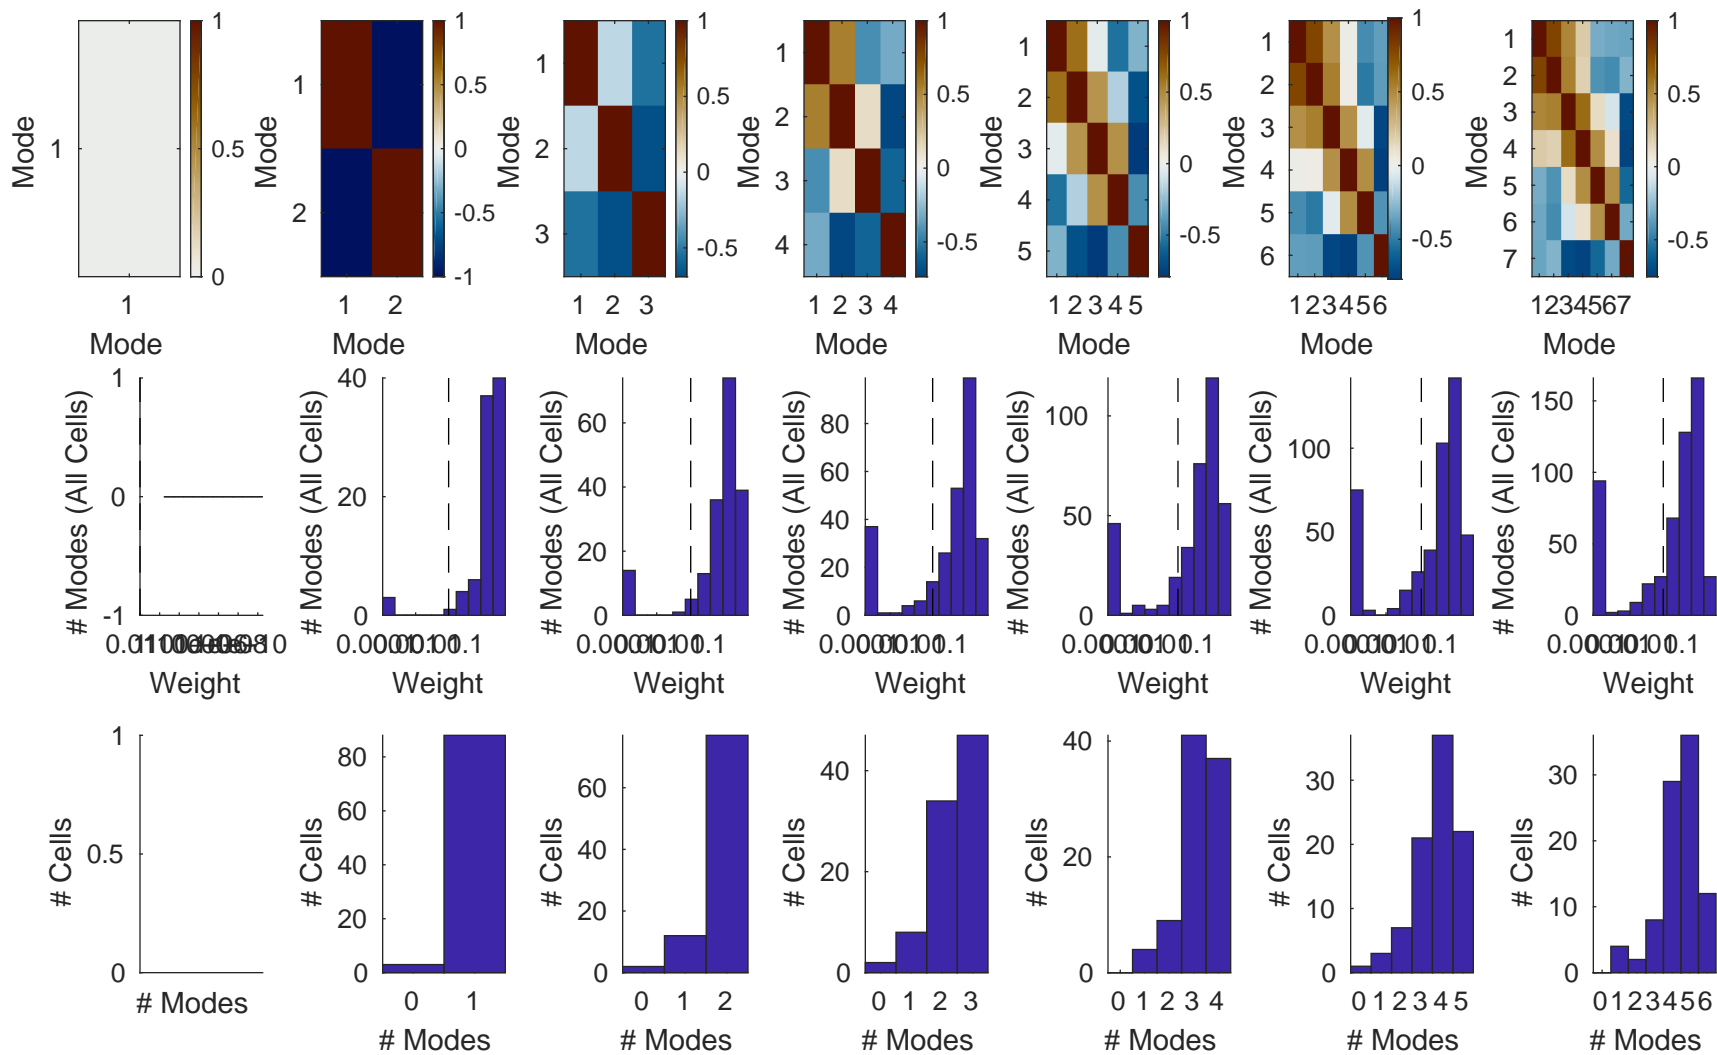 1 1 1 1 1 1 1
Mode 1 0.5 0 1
Mode 1 2 1 0.5 0 -0.5 -1 1 2
Mode 1 2 3 0.5 0 -0.5 1 2 3
Mode 1 2 3 4 0.5 0 -0.5 1 2 3 4
Mode 1 2 3 4 5 0.5 0 -0.5 1 2 3 4 5
Mode 1 2 3 4 5 6 0.5 0 -0.5 1 2 3 4 5 6
Mode 1 2 3 4 5 6 7 0.5 0 -0.5 1234567
Mode Mode Mode Mode Mode Mode Mode
# Modes (All Cells) 1 0 -1
# Modes (All Cells) 40 20 0 0.1
# Modes (All Cells) 60 40 20 0 0.1
# Modes (All Cells) 80 60 40 20 0 0.1
# Modes (All Cells) 100 50 0 0.1
# Modes (All Cells) 100 50 0 0.1
# Modes (All Cells) 150 100 50 0 0.1
Weight Weight Weight Weight Weight Weight Weight
# Cells 1 0.5 0
# Cells 80 60 40 20 0 0 1
# Cells 60 40 20 0 0 1 2
# Cells 40 20 0 0 1 2 3
# Cells 40 20 0 0 1 2 3 4
# Cells 30 20 10 0 0 1 2 3 4 5
# Cells 30 20 10 0 0 1 2 3 4 5 6
# Modes # Modes # Modes # Modes # Modes # Modes # Modes